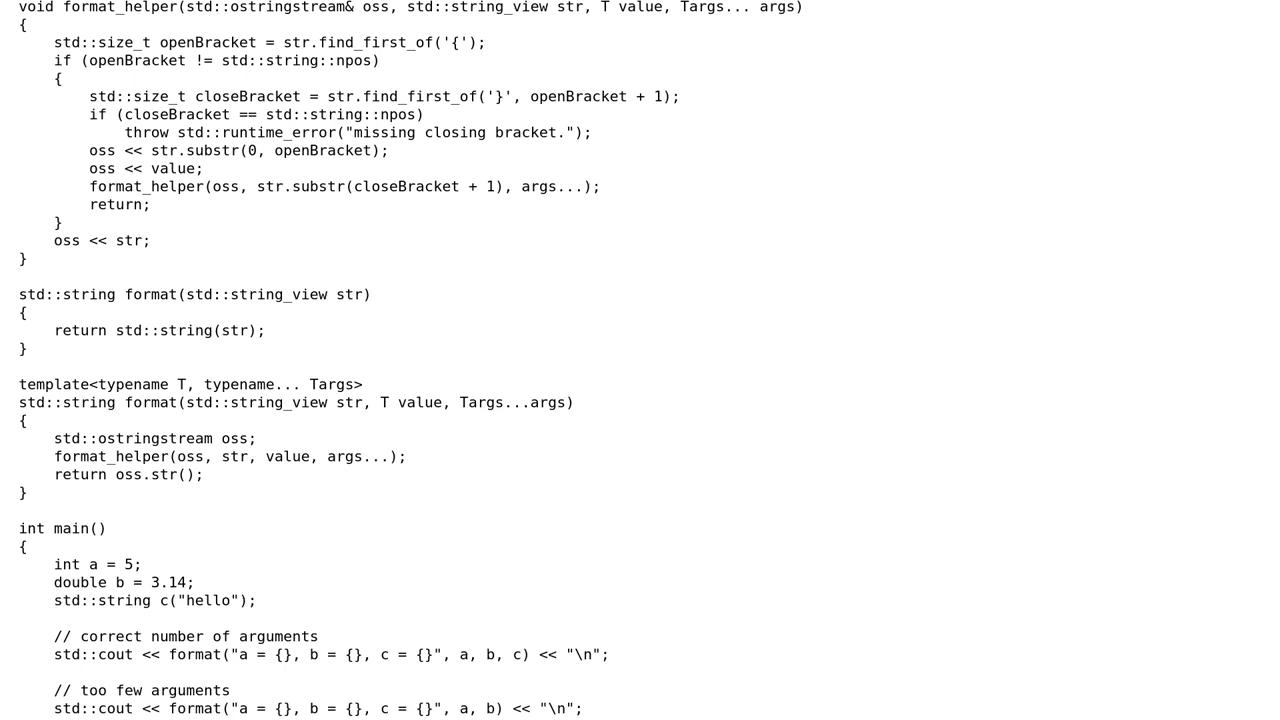 void format_helper(std::ostringstream& oss, std::string_view str, T value, Targs... args)
{
    std::size_t openBracket = str.find_first_of('{');
    if (openBracket != std::string::npos)
    {
        std::size_t closeBracket = str.find_first_of('}', openBracket + 1);
        if (closeBracket == std::string::npos)
            throw std::runtime_error("missing closing bracket.");
        oss << str.substr(0, openBracket);
        oss << value;
        format_helper(oss, str.substr(closeBracket + 1), args...);
        return;
    }
    oss << str;
}

std::string format(std::string_view str)
{
    return std::string(str);
}

template<typename T, typename... Targs>
std::string format(std::string_view str, T value, Targs...args)
{
    std::ostringstream oss;
    format_helper(oss, str, value, args...);
    return oss.str();
}

int main()
{
    int a = 5;
    double b = 3.14;
    std::string c("hello");

    // correct number of arguments
    std::cout << format("a = {}, b = {}, c = {}", a, b, c) << "\n";

    // too few arguments
    std::cout << format("a = {}, b = {}, c = {}", a, b) << "\n";